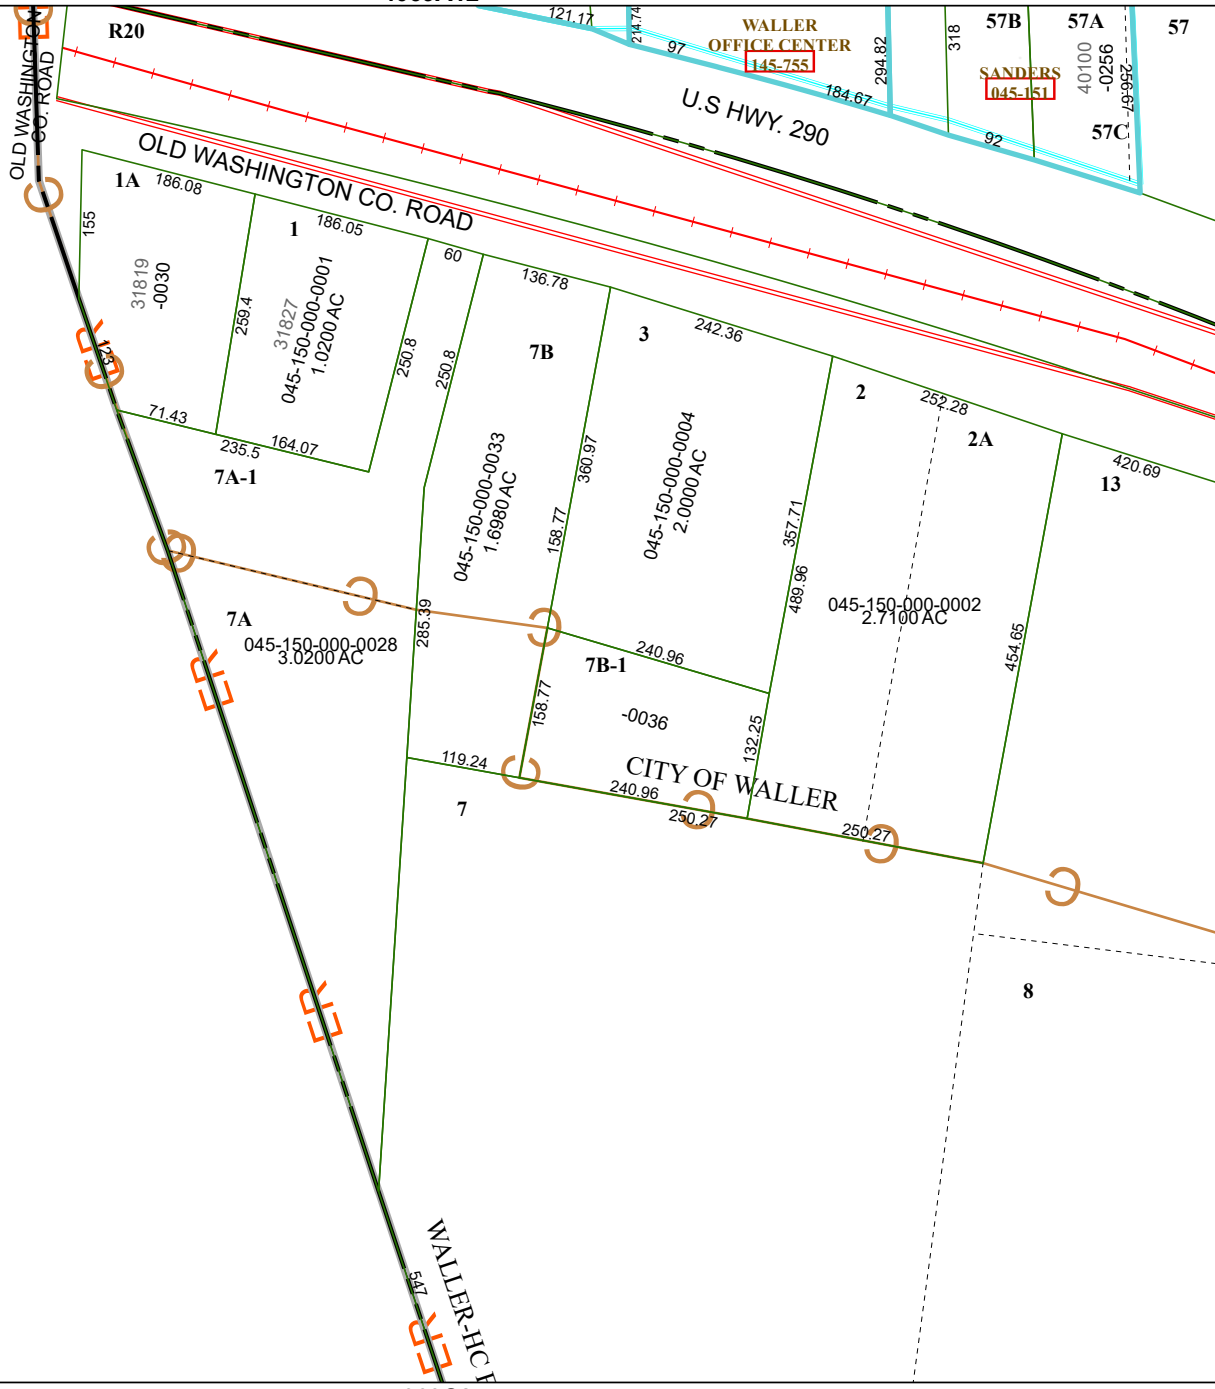 R20
121.17
214.74
97
WALLER
OFFICE CENTER
145-755
184.67
294.82
318
57B
57A
57
SANDERS
045-151
40100
-0256
256.67
57C
92
U.S HWY. 290
OLD WASHINGTON
CO. ROAD
OLD WASHINGTON CO. ROAD
1A
186.08
155
31819
-0030
1
186.05
259.4
31827
045-150-000-0001
1.0200 AC
60
250.8
250.8
136.78
7B
3
242.36
2
252.28
2A
420.69
13
123
71.43
235.5
164.07
7A-1
045-150-000-0033
1.6980 AC
360.97
158.77
045-150-000-0004
2.0000 AC
357.71
489.96
045-150-000-0002
2.7100 AC
454.65
7A
045-150-000-0028
3.0200 AC
285.39
7B-1
240.96
158.77
-0036
132.25
119.24
CITY OF WALLER
240.96
250.27
250.27
7
8
ER
ER
ER
ER
C
C
C
C
C
C
C
C
C
547
WALLER-HC